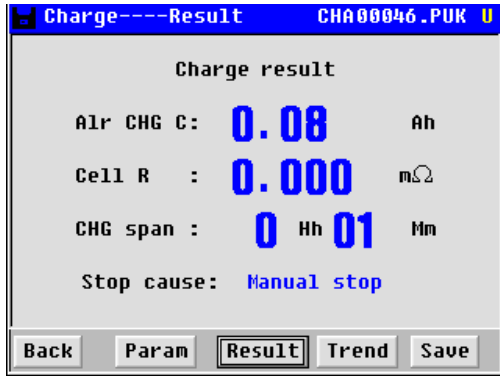 Charge----Result CHA00046.PUK U
Charge result
Alr CHG C: 0.08 Ah
Cell R : 0.000 mΩ
CHG span : 0 Hh 01 Mm
Stop cause: Manual stop
Back Param Result Trend Save